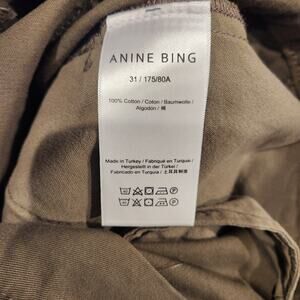 ANINE BING
31 / 175/80A
100% Cotton / Coton / Baumwolle /
Algodon / 棉
Made in Turkey / Fabriqué en Turquie /
Hergestellt in der Türkei /
Fabricado en Turquia / 土耳其制造